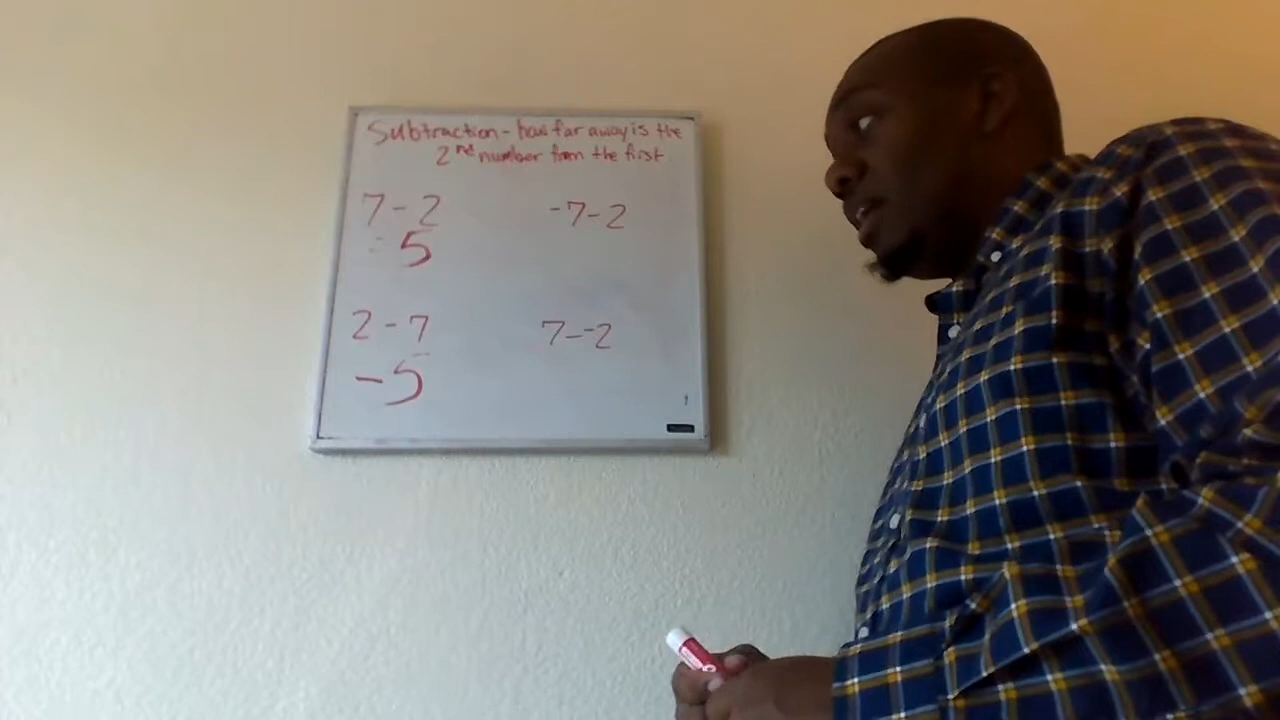 Subtraction - how far away is the
2nd number from the first
7 - 2
= 5
-7 - 2
2 - 7
-5
7 - -2